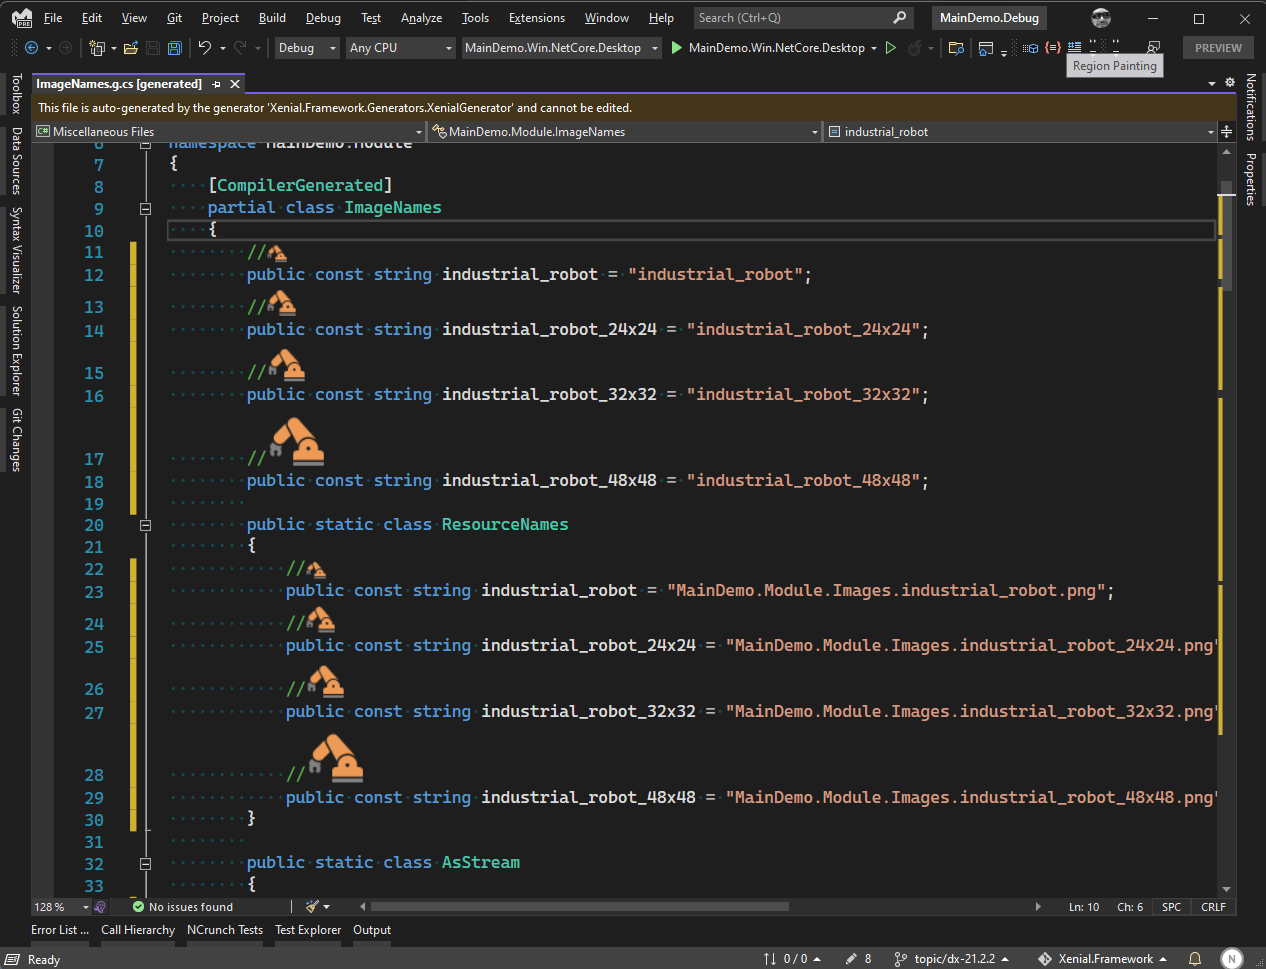 PRE
File Edit View Git Project Build Debug Test Analyze Tools Extensions Window Help Search (Ctrl+Q) MainDemo.Debug
Debug Any CPU MainDemo.Win.NetCore.Desktop MainDemo.Win.NetCore.Desktop PREVIEW
Region Painting
ImageNames.g.cs [generated]
This file is auto-generated by the generator 'Xenial.Framework.Generators.XenialGenerator' and cannot be edited.
C# Miscellaneous Files MainDemo.Module.ImageNames industrial_robot
Toolbox
Data Sources
Syntax Visualizer
Solution Explorer
Git Changes
Notifications
Properties
6 namespace MainDemo.Module
7 {
8 [CompilerGenerated]
9 partial class ImageNames
10 {
11 //
12 public const string industrial_robot = "industrial_robot";
13 //
14 public const string industrial_robot_24x24 = "industrial_robot_24x24";
15 //
16 public const string industrial_robot_32x32 = "industrial_robot_32x32";
17 //
18 public const string industrial_robot_48x48 = "industrial_robot_48x48";
19
20 public static class ResourceNames
21 {
22 //
23 public const string industrial_robot = "MainDemo.Module.Images.industrial_robot.png";
24 //
25 public const string industrial_robot_24x24 = "MainDemo.Module.Images.industrial_robot_24x24.png"
26 //
27 public const string industrial_robot_32x32 = "MainDemo.Module.Images.industrial_robot_32x32.png"
28 //
29 public const string industrial_robot_48x48 = "MainDemo.Module.Images.industrial_robot_48x48.png"
30 }
31
32 public static class AsStream
33 {
128 % No issues found Ln: 10 Ch: 6 SPC CRLF
Error List ... Call Hierarchy NCrunch Tests Test Explorer Output
Ready 0 / 0 8 topic/dx-21.2.2 Xenial.Framework N